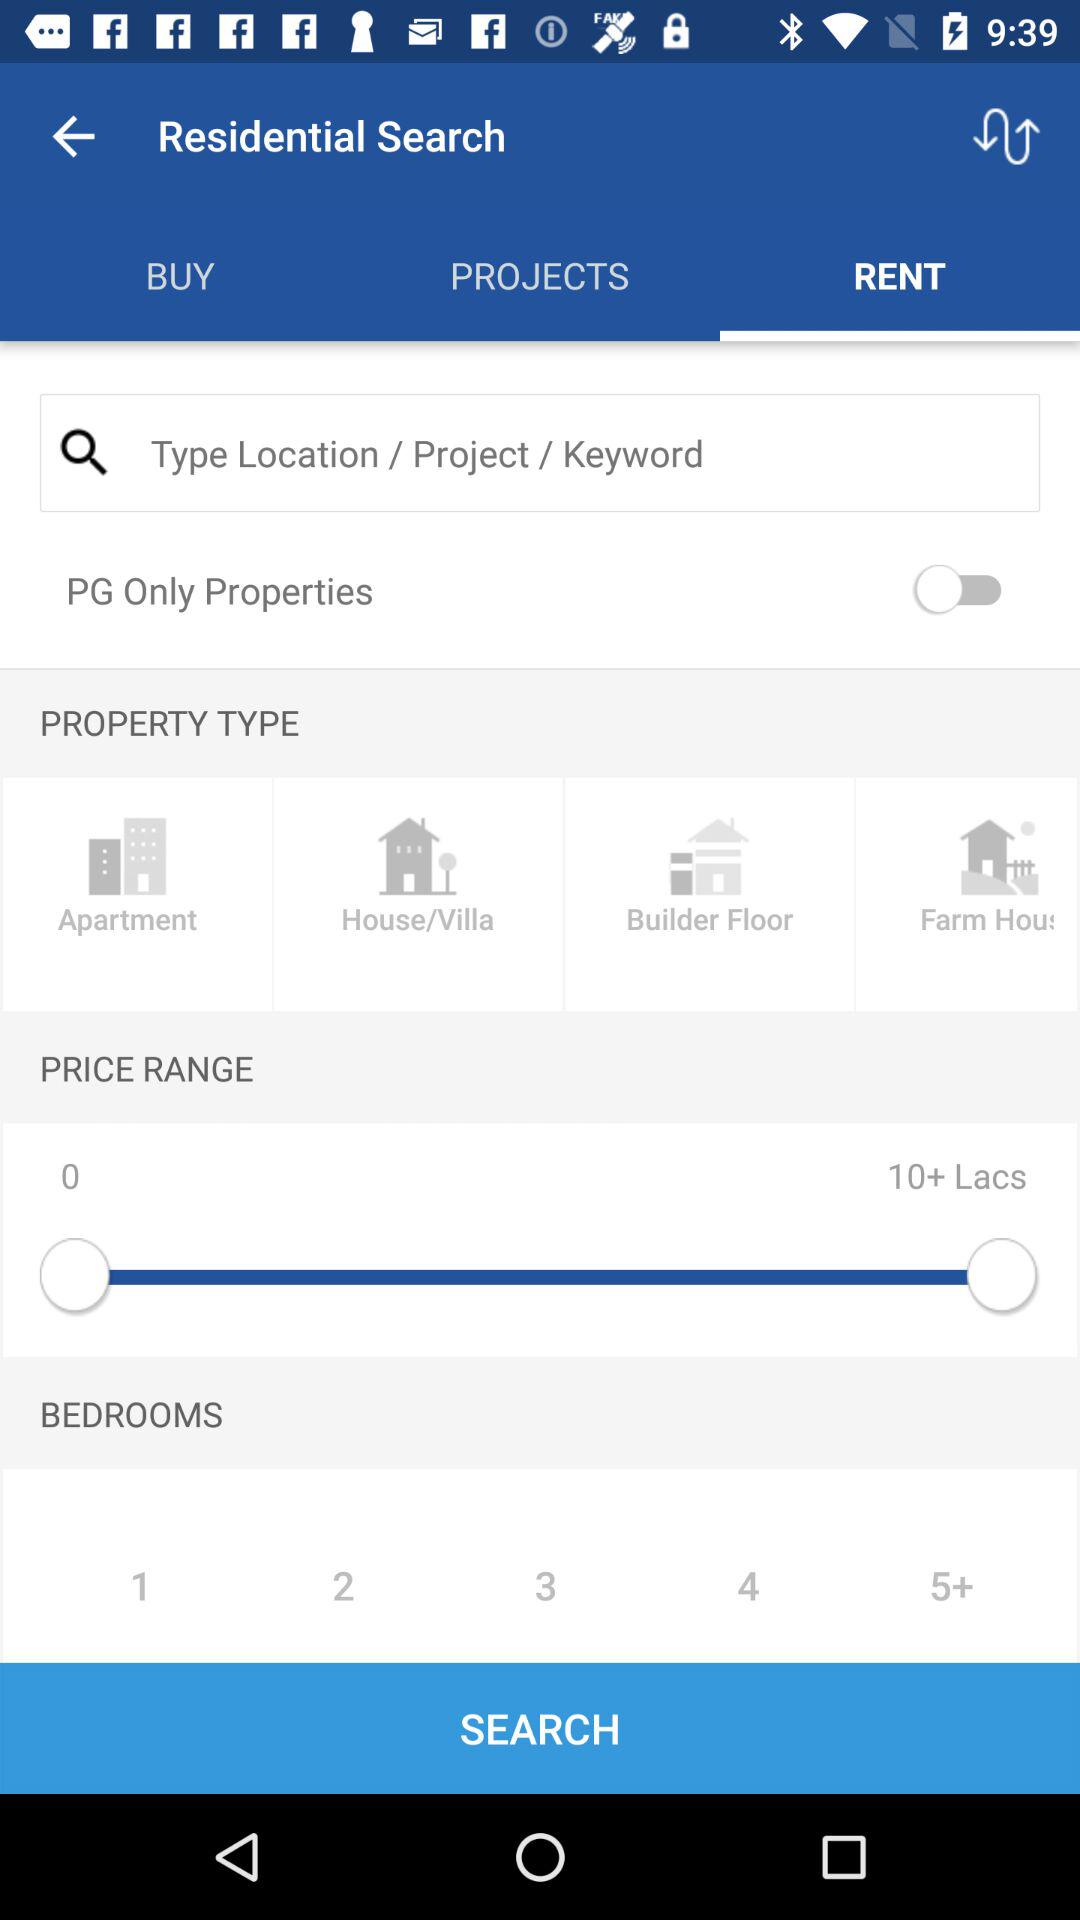 FAKE
9:39
Residential Search
BUY PROJECTS RENT
Type Location / Project / Keyword
PG Only Properties
PROPERTY TYPE
Apartment House/Villa Builder Floor Farm Hous
PRICE RANGE
0 10+ Lacs
BEDROOMS
1 2 3 4 5+
SEARCH